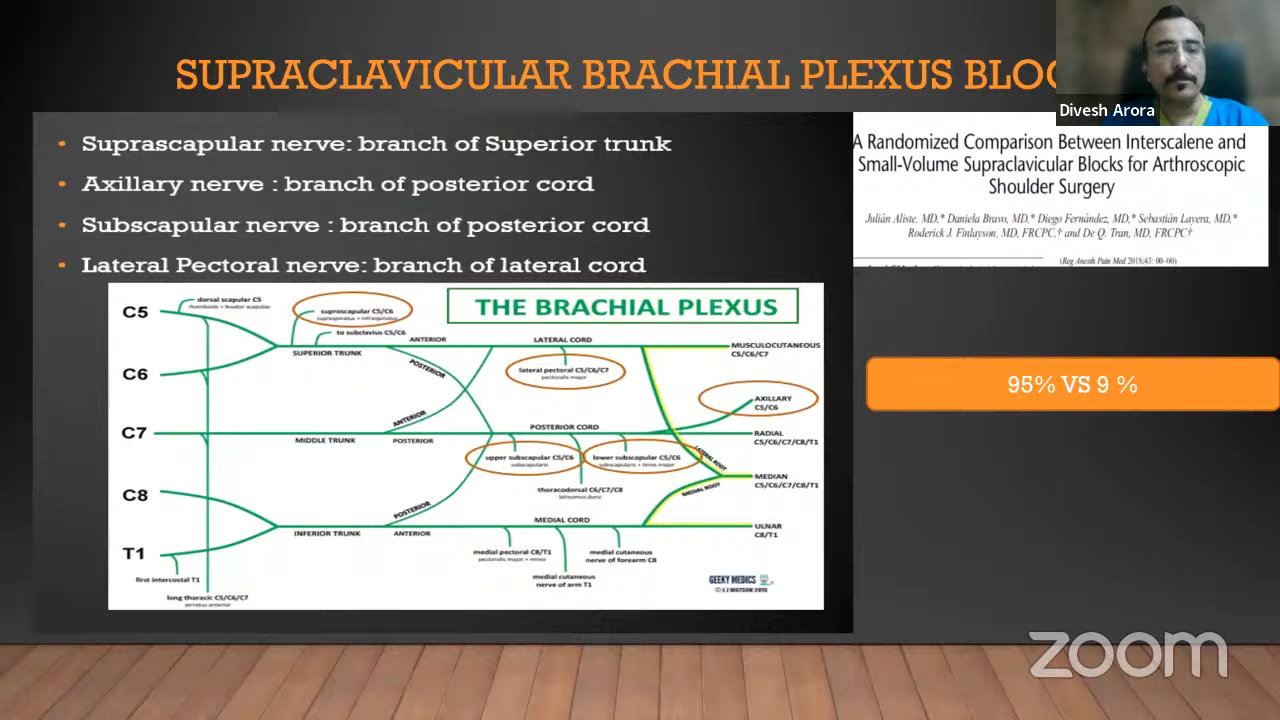 SUPRACLAVICULAR BRACHIAL PLEXUS BLOC
Divesh Arora
• Suprascapular nerve: branch of Superior trunk
• Axillary nerve : branch of posterior cord
• Subscapular nerve : branch of posterior cord
• Lateral Pectoral nerve: branch of lateral cord
A Randomized Comparison Between Interscalene and
Small-Volume Supraclavicular Blocks for Arthroscopic
Shoulder Surgery
Julián Aliste, MD,* Daniela Bravo, MD,* Diego Fernández, MD,* Sebastián Layera, MD,*
Roderick J. Finlayson, MD, FRCPC,† and De Q. Tran, MD, FRCPC†
(Reg Anesth Pain Med 2018;43: 00–00)
95% VS 9 %
THE BRACHIAL PLEXUS
C5
dorsal scapular C5
rhomboids + levator scapulae
suprascapular C5/C6
supraspinatus + infraspinatus
to subclavius C5/C6
SUPERIOR TRUNK
ANTERIOR
POSTERIOR
LATERAL CORD
lateral pectoral C5/C6/C7
pectoralis major
MUSCULOCUTANEOUS
C5/C6/C7
C6
AXILLARY
C5/C6
ANTERIOR
C7
MIDDLE TRUNK
POSTERIOR
POSTERIOR CORD
RADIAL
C5/C6/C7/C8/T1
upper subscapular C5/C6
subscapularis
lower subscapular C5/C6
subscapularis + teres major
LATERAL ROOT
thoracodorsal C6/C7/C8
latissimus dorsi
MEDIAN
C5/C6/C7/C8/T1
MEDIAL ROOT
C8
POSTERIOR
INFERIOR TRUNK
ANTERIOR
MEDIAL CORD
ULNAR
C8/T1
T1
medial pectoral C8/T1
pectoralis major + minor
medial cutaneous
nerve of forearm C8
medial cutaneous
nerve of arm T1
first intercostal T1
long thoracic C5/C6/C7
serratus anterior
GEEKY MEDICS
© L J WATSON 2015
zoom